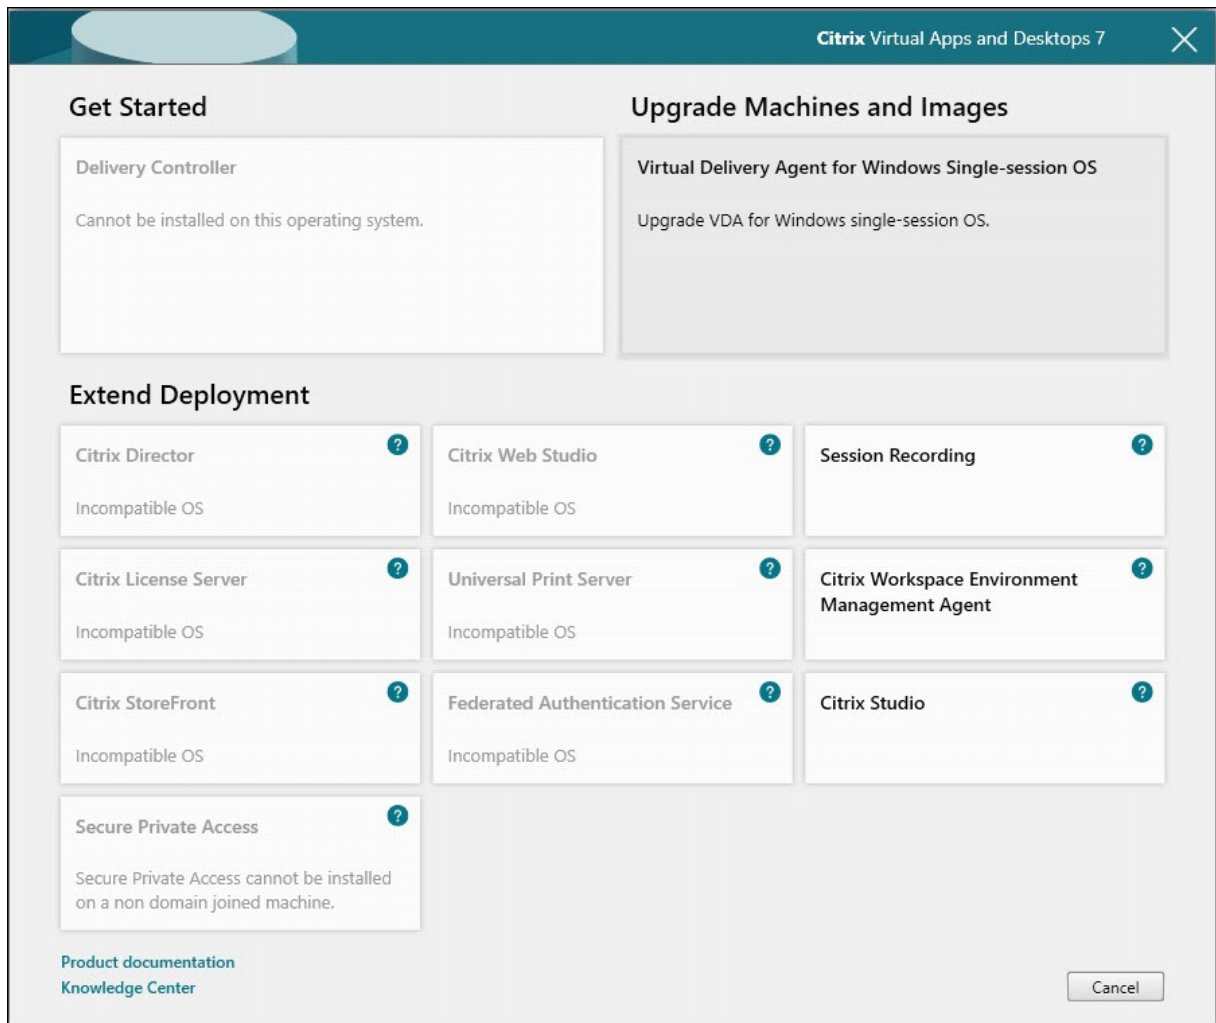 Citrix Virtual Apps and Desktops 7
Get Started
Upgrade Machines and Images
Delivery Controller
Cannot be installed on this operating system.
Virtual Delivery Agent for Windows Single-session OS
Upgrade VDA for Windows single-session OS.
Extend Deployment
Citrix Director
?
Incompatible OS
Citrix Web Studio
?
Incompatible OS
Session Recording
?
Citrix License Server
?
Incompatible OS
Universal Print Server
?
Incompatible OS
Citrix Workspace Environment
Management Agent
?
Citrix StoreFront
?
Incompatible OS
Federated Authentication Service
?
Incompatible OS
Citrix Studio
?
Secure Private Access
?
Secure Private Access cannot be installed
on a non domain joined machine.
Product documentation
Knowledge Center
Cancel